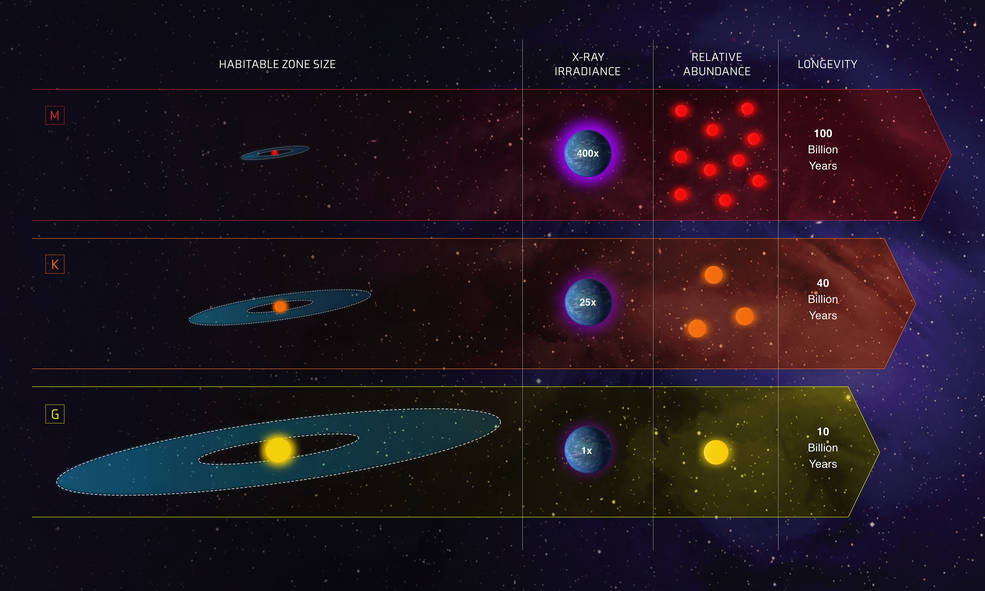 HABITABLE ZONE SIZE
X-RAY
IRRADIANCE
RELATIVE
ABUNDANCE
LONGEVITY
M
400x
100
Billion
Years
K
25x
40
Billion
Years
G
1x
10
Billion
Years